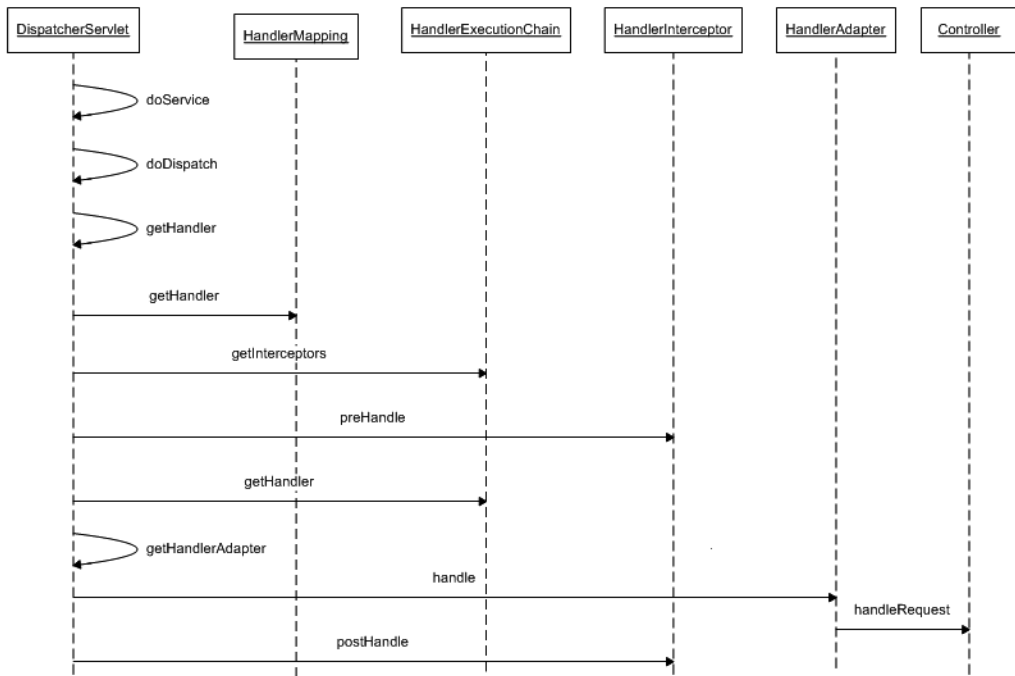 DispatcherServlet
HandlerMapping
HandlerExecutionChain
HandlerInterceptor
HandlerAdapter
Controller
doService
doDispatch
getHandler
getHandler
getInterceptors
preHandle
getHandler
getHandlerAdapter
handle
handleRequest
postHandle